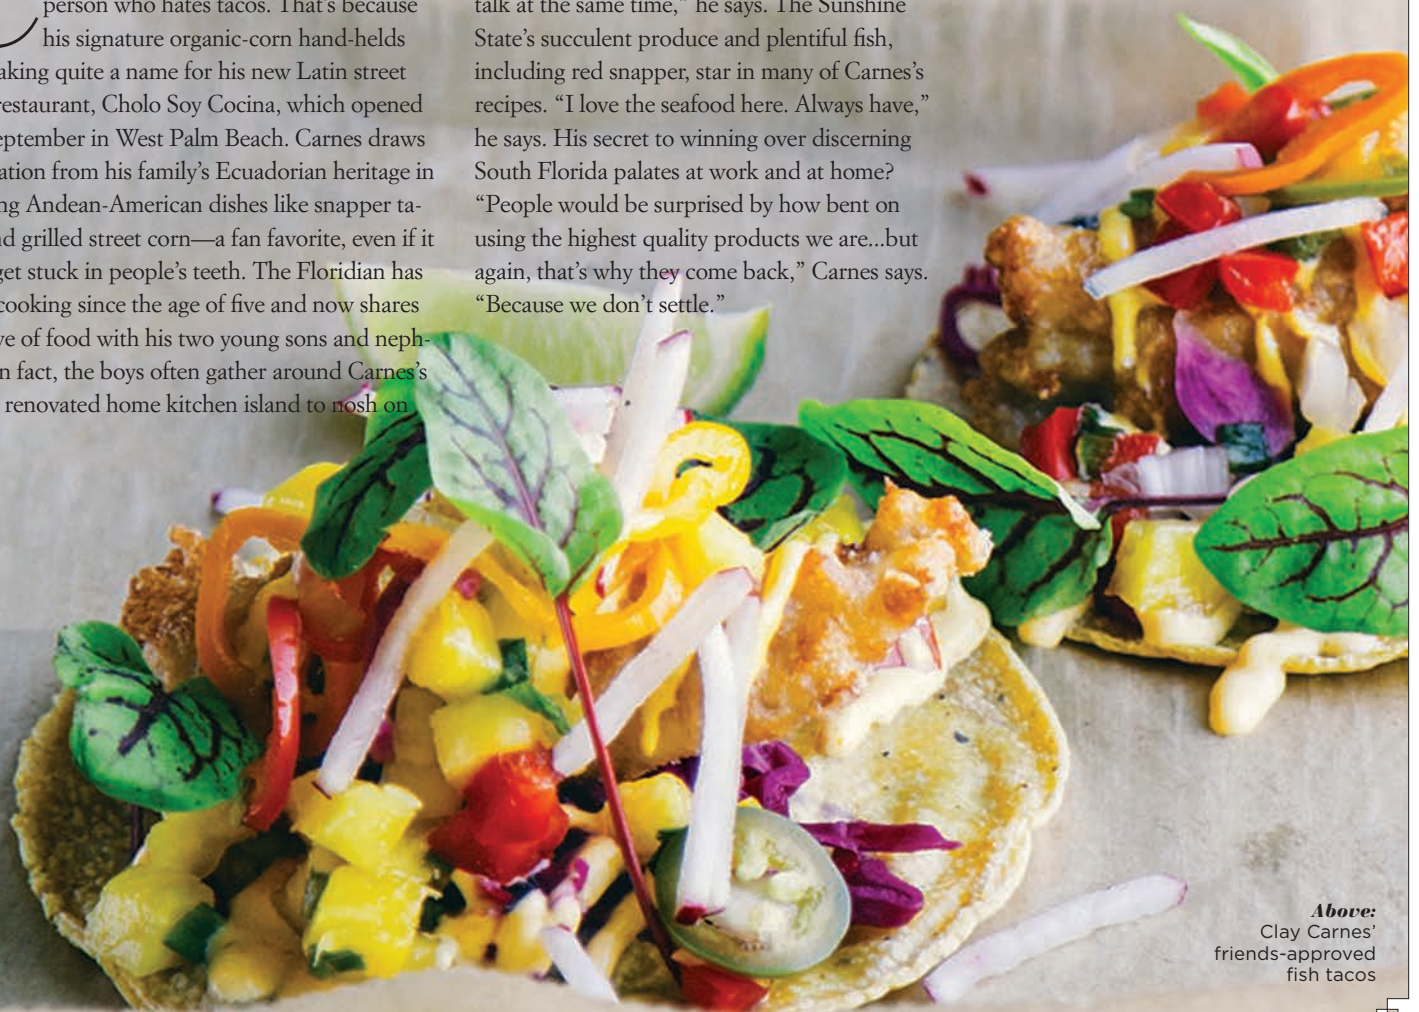 person who hates tacos. That’s because
his signature organic-corn hand-helds
aking quite a name for his new Latin street
restaurant, Cholo Soy Cocina, which opened
eptember in West Palm Beach. Carnes draws
ation from his family’s Ecuadorian heritage in
ng Andean-American dishes like snapper ta-
nd grilled street corn—a fan favorite, even if it
get stuck in people’s teeth. The Floridian has
cooking since the age of five and now shares
ve of food with his two young sons and neph-
n fact, the boys often gather around Carnes’s
renovated home kitchen island to nosh on
talk at the same time,” he says. The Sunshine
State’s succulent produce and plentiful fish,
including red snapper, star in many of Carnes’s
recipes. “I love the seafood here. Always have,”
he says. His secret to winning over discerning
South Florida palates at work and at home?
“People would be surprised by how bent on
using the highest quality products we are...but
again, that’s why they come back,” Carnes says.
“Because we don’t settle.”
Above:
Clay Carnes’
friends-approved
fish tacos